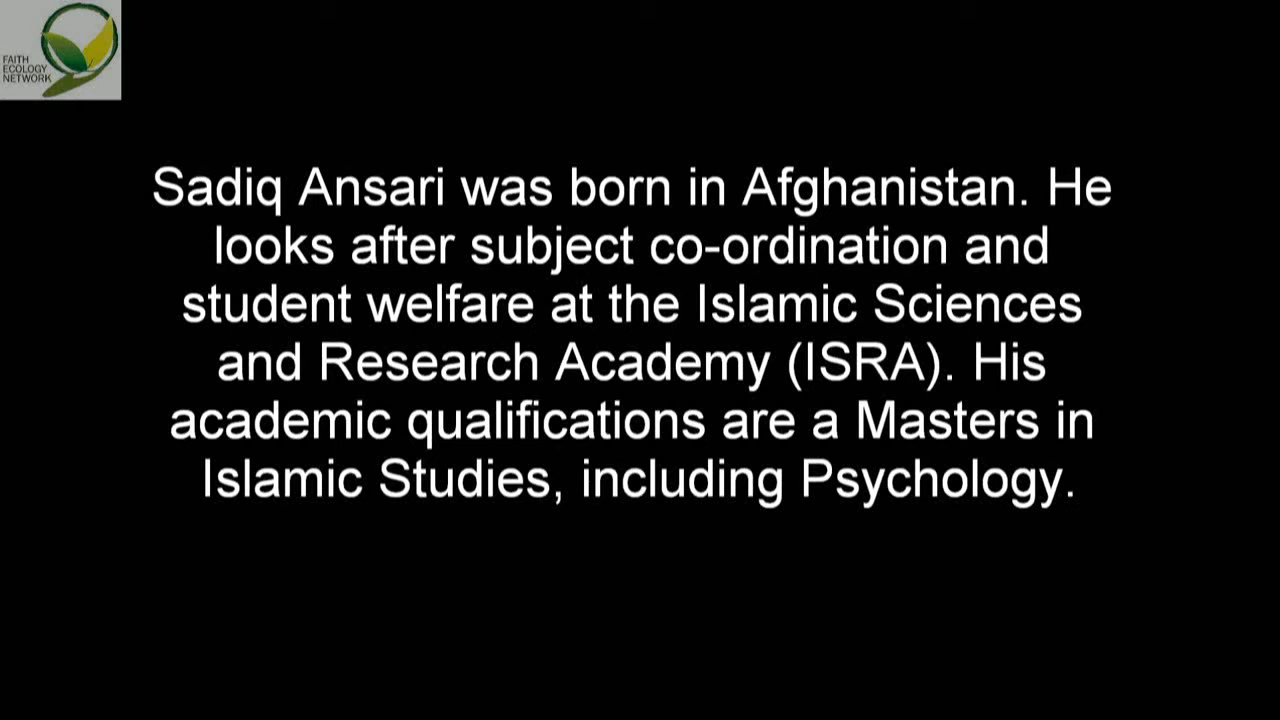 FAITH
ECOLOGY
NETWORK
Sadiq Ansari was born in Afghanistan. He
looks after subject co-ordination and
student welfare at the Islamic Sciences
and Research Academy (ISRA). His
academic qualifications are a Masters in
Islamic Studies, including Psychology.